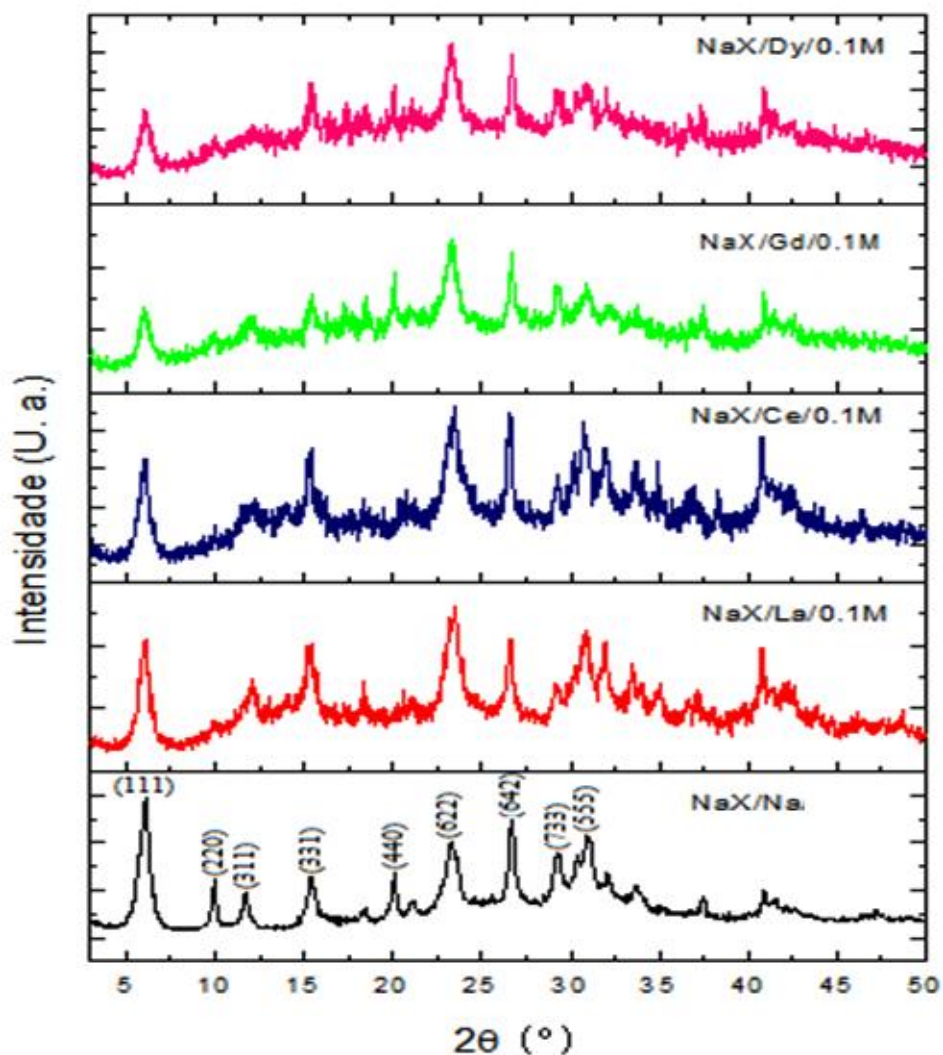 NaX/Dy/0.1M
NaX/Gd/0.1M
NaX/Ce/0.1M
NaX/La/0.1M
NaX/Na
(111)
(220)
(311)
(331)
(440)
(622)
(642)
(733)
(555)
Intensidade (U. a.)
5 10 15 20 25 30 35 40 45 50
2θ (°)